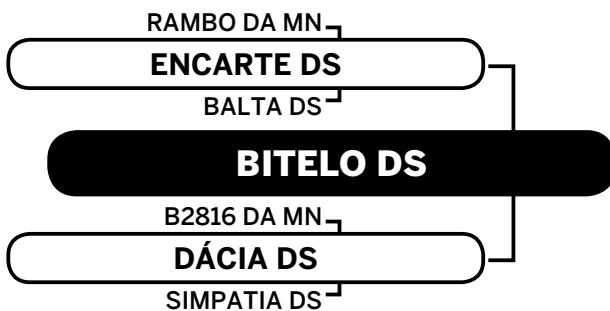 RAMBO DA MN
ENCARTE DS
BALTA DS
BITELO DS
B2816 DA MN
DÁCIA DS
SIMPATIA DS